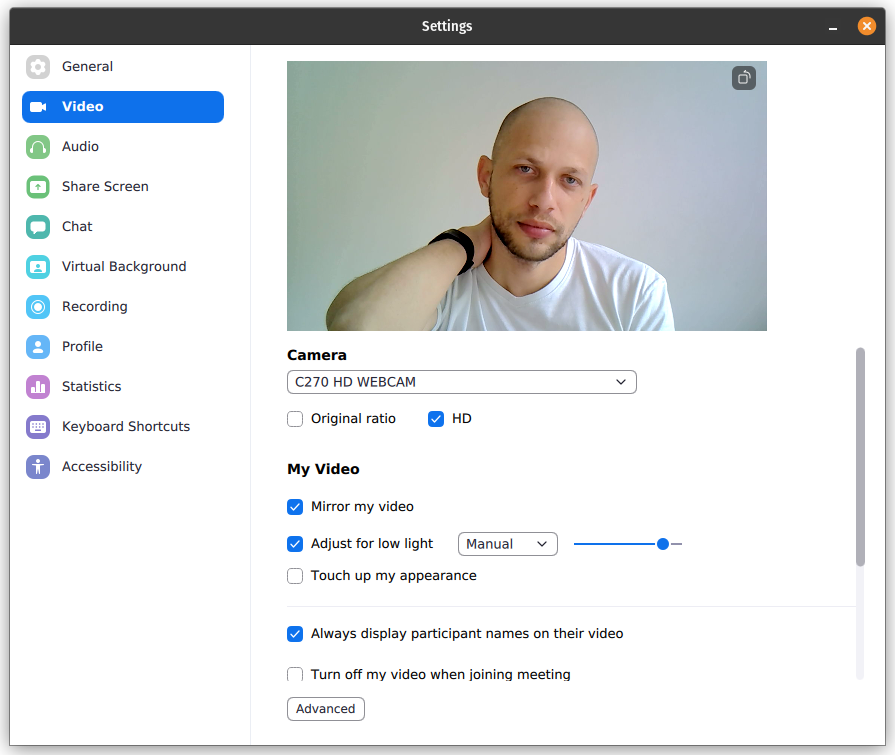 Settings
General
Video
Audio
Share Screen
Chat
Virtual Background
Recording
Profile
Statistics
Keyboard Shortcuts
Accessibility
Camera
C270 HD WEBCAM
Original ratio HD
My Video
Mirror my video
Adjust for low light Manual
Touch up my appearance
Always display participant names on their video
Turn off my video when joining meeting
Advanced